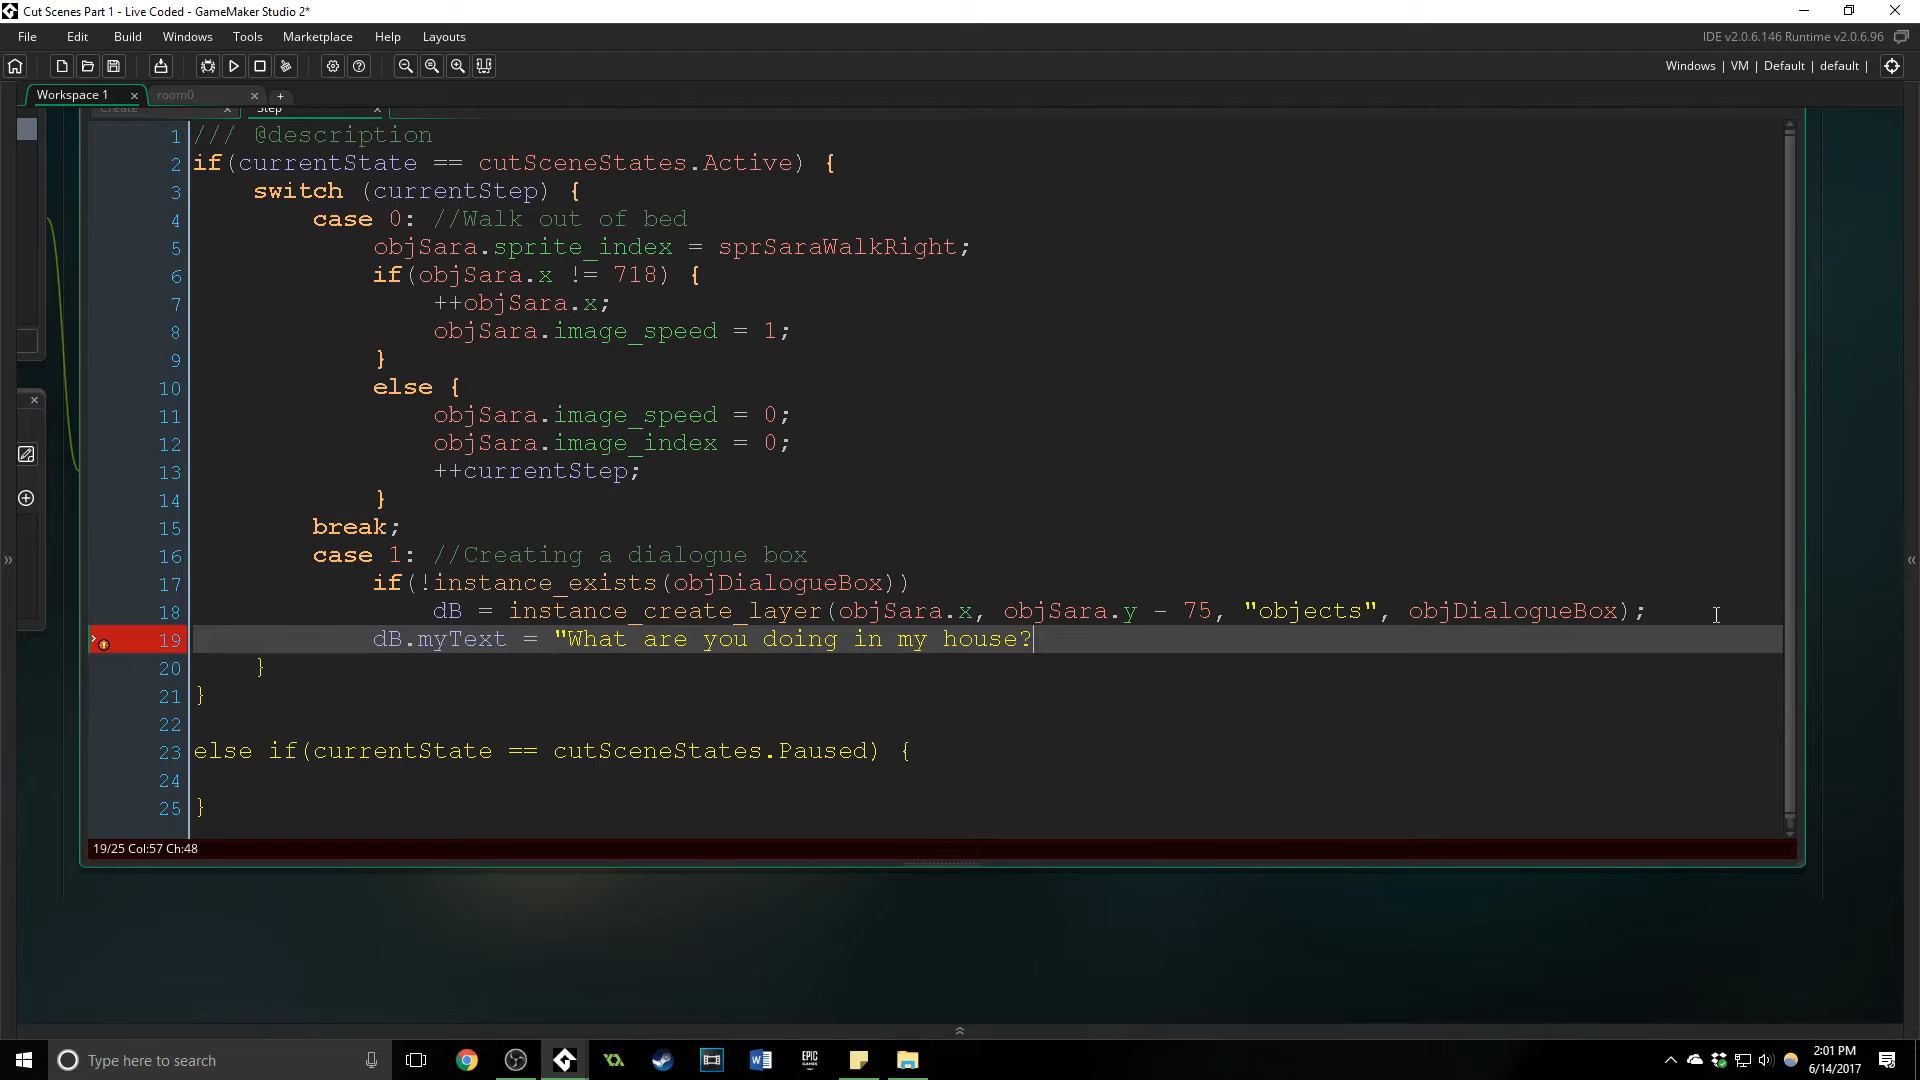 Cut Scenes Part 1 - Live Coded - GameMaker Studio 2*
File Edit Build Windows Tools Marketplace Help Layouts
IDE v2.0.6.146 Runtime v2.0.6.96
Windows | VM | Default | default |
Workspace 1 room0
Create Step
1 /// @description
2 if(currentState == cutSceneStates.Active) {
3 switch (currentStep) {
4 case 0: //Walk out of bed
5 objSara.sprite_index = sprSaraWalkRight;
6 if(objSara.x != 718) {
7 ++objSara.x;
8 objSara.image_speed = 1;
9 }
10 else {
11 objSara.image_speed = 0;
12 objSara.image_index = 0;
13 ++currentStep;
14 }
15 break;
16 case 1: //Creating a dialogue box
17 if(!instance_exists(objDialogueBox))
18 dB = instance_create_layer(objSara.x, objSara.y - 75, "objects", objDialogueBox);
19 dB.myText = "What are you doing in my house?
20 }
21 }
22
23 else if(currentState == cutSceneStates.Paused) {
24
25 }
19/25 Col:57 Ch:48
Type here to search
EPIC GAMES
2:01 PM
6/14/2017